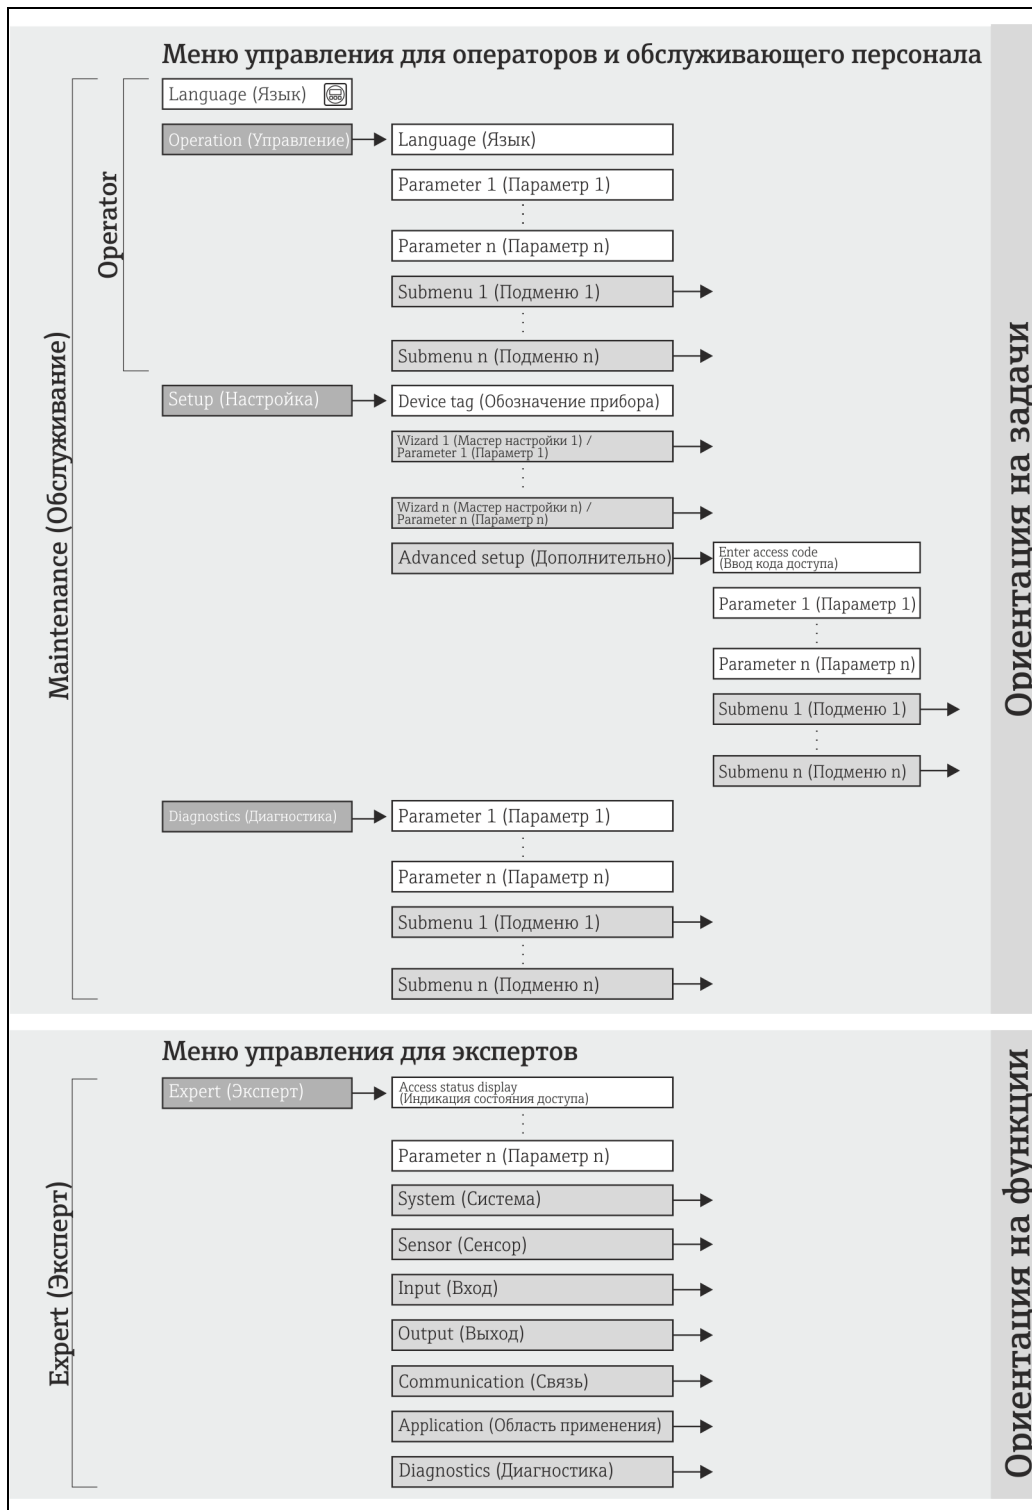 Меню управления для операторов и обслуживающего персонала
Language (Язык)
Operation (Управление)
Language (Язык)
Parameter 1 (Параметр 1)
Parameter n (Параметр n)
Submenu 1 (Подменю 1)
Submenu n (Подменю n)
Operator
Setup (Настройка)
Device tag (Обозначение прибора)
Wizard 1 (Мастер настройки 1) /
Parameter 1 (Параметр 1)
Wizard n (Мастер настройки n) /
Parameter n (Параметр n)
Advanced setup (Дополнительно)
Enter access code
(Ввод кода доступа)
Parameter 1 (Параметр 1)
Parameter n (Параметр n)
Submenu 1 (Подменю 1)
Submenu n (Подменю n)
Diagnostics (Диагностика)
Parameter 1 (Параметр 1)
Parameter n (Параметр n)
Submenu 1 (Подменю 1)
Submenu n (Подменю n)
Maintenance (Обслуживание)
Ориентация на задачи
Меню управления для экспертов
Expert (Эксперт)
Access status display
(Индикация состояния доступа)
Parameter n (Параметр n)
System (Система)
Sensor (Сенсор)
Input (Вход)
Output (Выход)
Communication (Связь)
Application (Область применения)
Diagnostics (Диагностика)
Expert (Эксперт)
Ориентация на функции